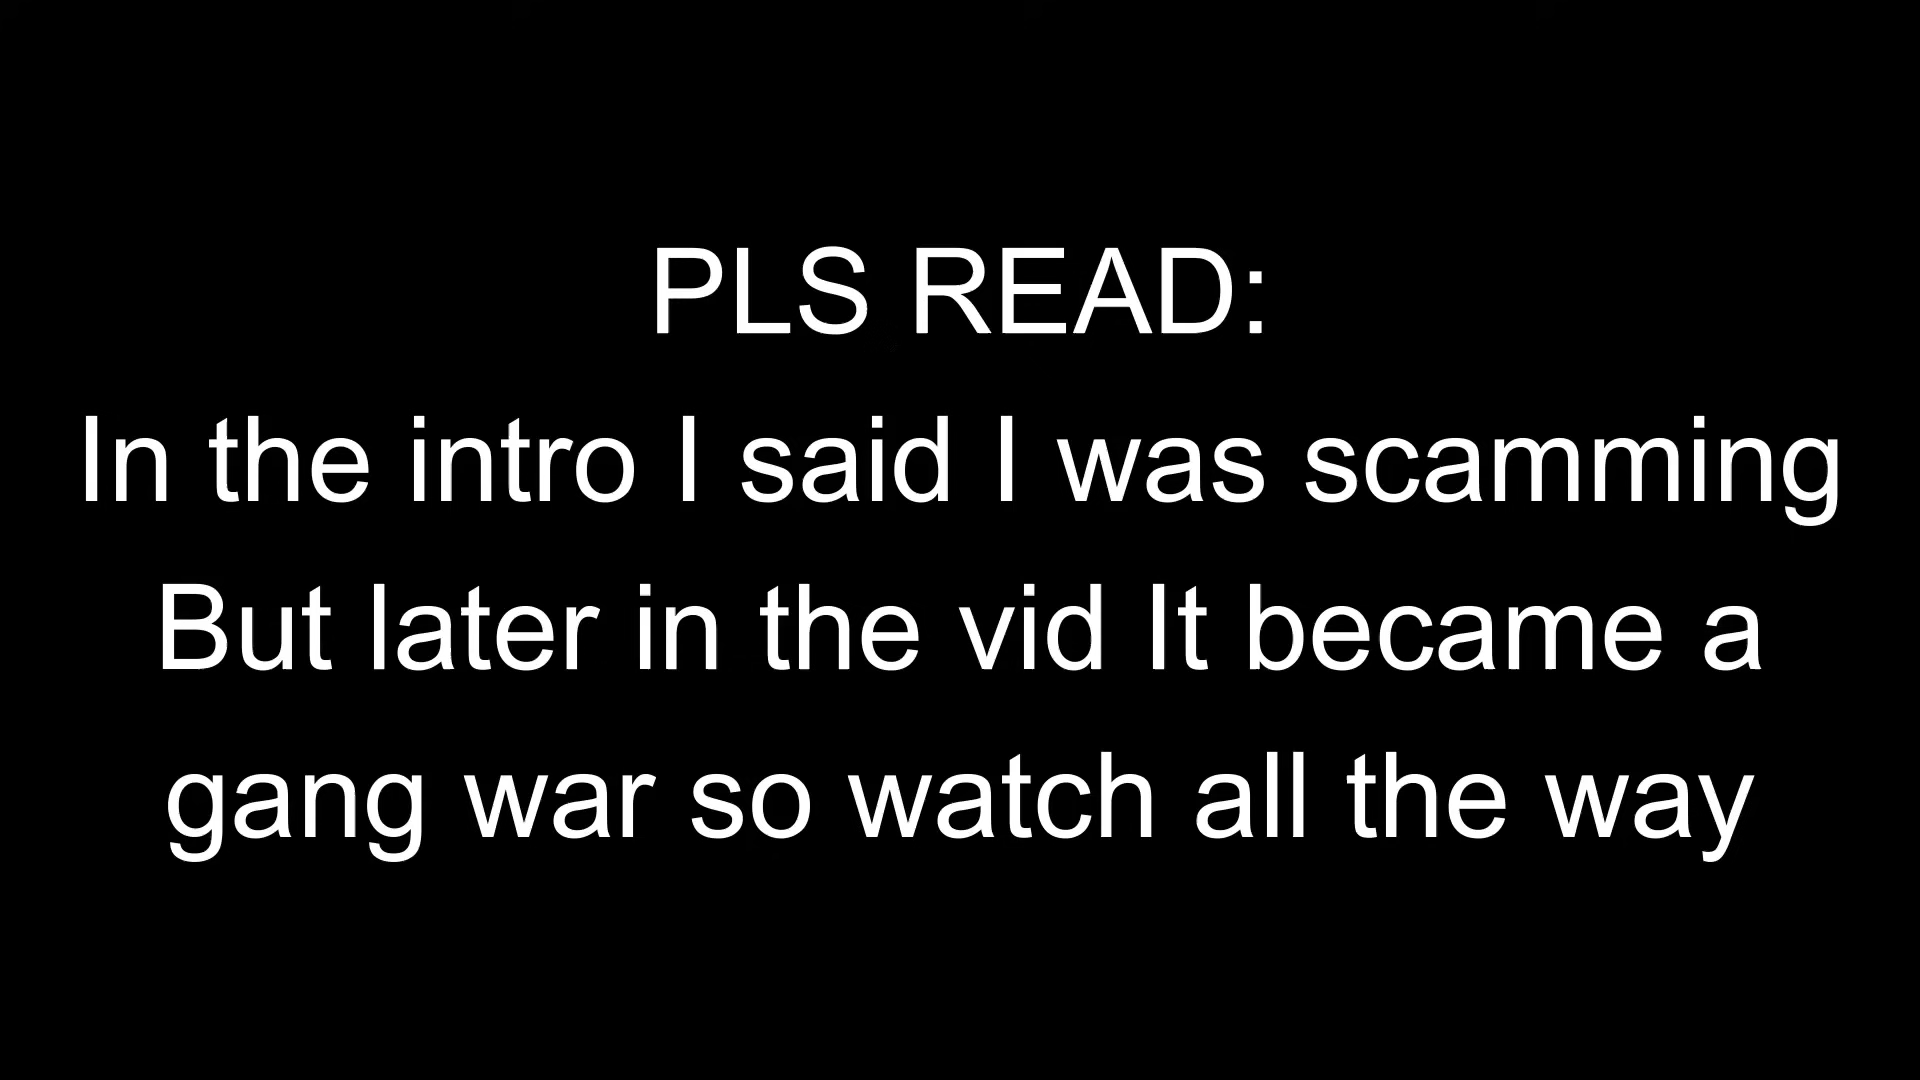 PLS READ:
In the intro I said I was scamming
But later in the vid It became a
gang war so watch all the way